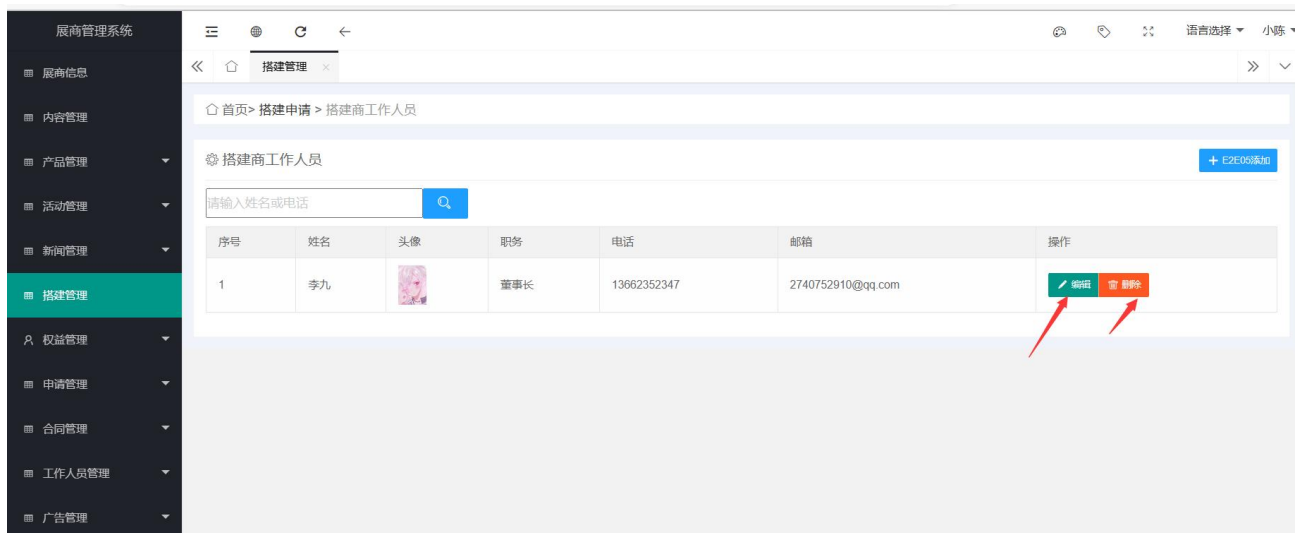 展商管理系统
语言选择 小陈
搭建管理
展商信息
首页> 搭建申请 > 搭建商工作人员
内容管理
产品管理
搭建商工作人员
E2E05添加
活动管理
请输入姓名或电话
新闻管理
序号 姓名 头像 职务 电话 邮箱 操作
搭建管理
1 李九 董事长 13662352347 2740752910@qq.com 编辑 删除
权益管理
申请管理
合同管理
工作人员管理
广告管理